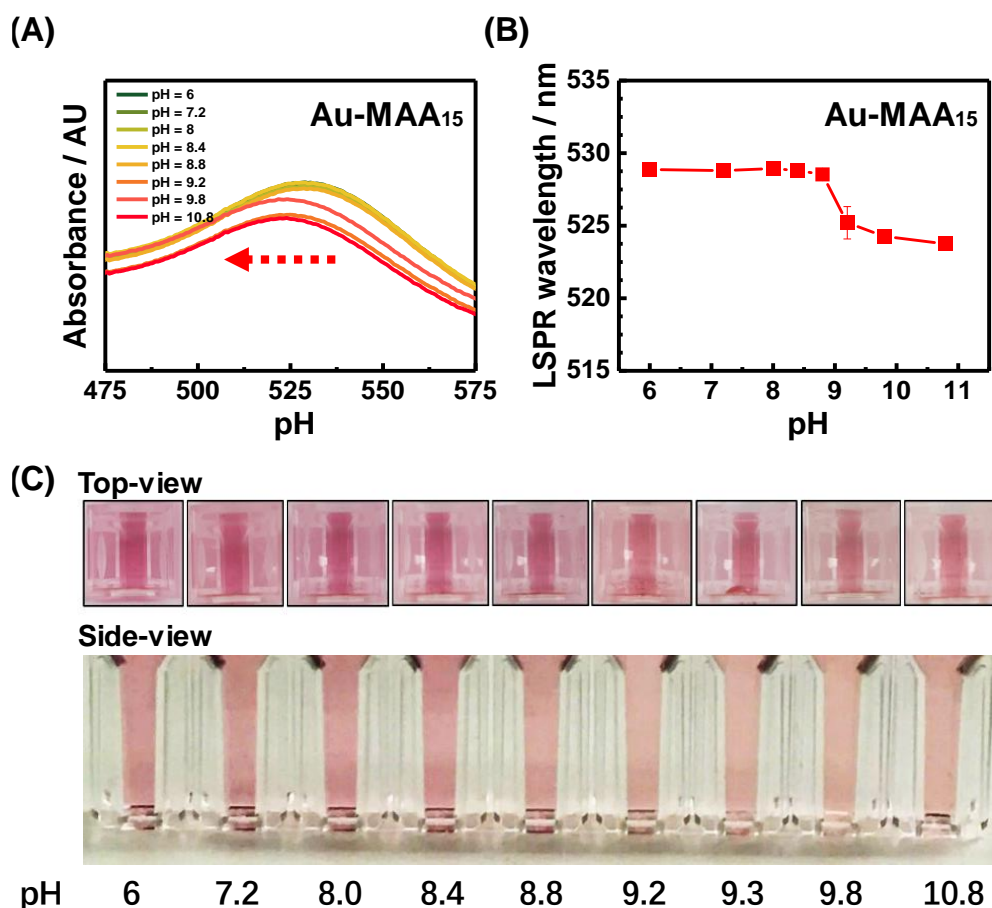 (A)
Absorbance / AU
pH = 6
pH = 7.2
pH = 8
pH = 8.4
pH = 8.8
pH = 9.2
pH = 9.8
pH = 10.8
Au-MAA15
475 500 525 550 575
pH
(B)
LSPR wavelength / nm
535
530
525
520
515
Au-MAA15
6 7 8 9 10 11
pH
(C)
Top-view
Side-view
pH 6 7.2 8.0 8.4 8.8 9.2 9.3 9.8 10.8